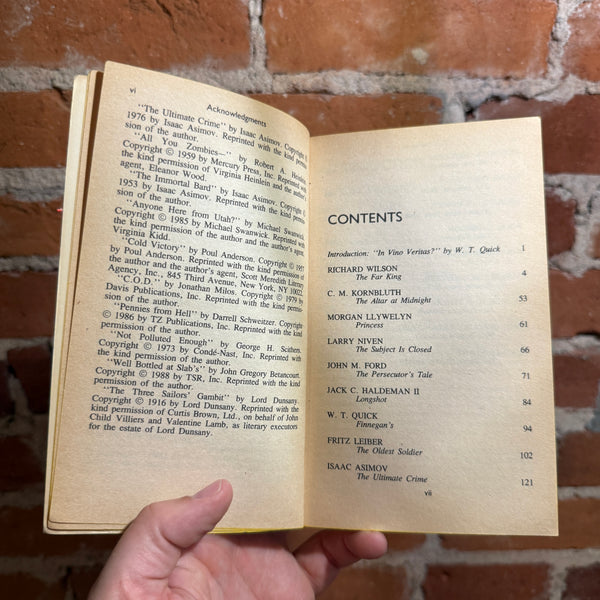 vi
Acknowledgments
"The Ultimate Crime" by Isaac Asimov. Copyright ©
1976 by Isaac Asimov. Reprinted with the kind permis-
sion of the author.
"All You Zombies—" by Robert A. Heinlein.
Copyright © 1959 by Mercury Press, Inc. Reprinted with
the kind permission of Virginia Heinlein and the author's
agent, Eleanor Wood.
"The Immortal Bard" by Isaac Asimov. Copyright ©
1953 by Isaac Asimov. Reprinted with the kind permis-
sion of the author.
"Anyone Here from Utah?" by Michael Swanwick.
Copyright © 1985 by Michael Swanwick. Reprinted with
the kind permission of the author and the author's agent,
Virginia Kidd.
"Cold Victory" by Poul Anderson. Copyright © 1957
by Poul Anderson. Reprinted with the kind permission of
the author and the author's agent, Scott Meredith Literary
Agency, Inc., 845 Third Avenue, New York, NY 10022.
"C.O.D." by Jonathan Milos. Copyright © 1979 by
Davis Publications, Inc. Reprinted with the kind permis-
sion of the author.
"Pennies from Hell" by Darrell Schweitzer. Copyright
© 1986 by TZ Publications, Inc. Reprinted with the kind
permission of the author.
"Not Polluted Enough" by George H. Scithers.
Copyright © 1973 by Condé-Nast, Inc. Reprinted with
the kind permission of the author.
"Well Bottled at Slab's" by John Gregory Betancourt.
Copyright © 1988 by TSR, Inc. Reprinted with the kind
permission of the author.
"The Three Sailors' Gambit" by Lord Dunsany.
Copyright © 1916 by Lord Dunsany. Reprinted with the
kind permission of Curtis Brown, Ltd., on behalf of John
Child Villiers and Valentine Lamb, as literary executors
for the estate of Lord Dunsany.
CONTENTS
Introduction: "In Vino Veritas?" by W. T. Quick 1
RICHARD WILSON
The Far King 4
C. M. KORNBLUTH
The Altar at Midnight 53
MORGAN LLYWELYN
Princess 61
LARRY NIVEN
The Subject Is Closed 66
JOHN M. FORD
The Persecutor's Tale 71
JACK C. HALDEMAN II
Longshot 84
W. T. QUICK
Finnegan's 94
FRITZ LEIBER
The Oldest Soldier 102
ISAAC ASIMOV
The Ultimate Crime 121
vii